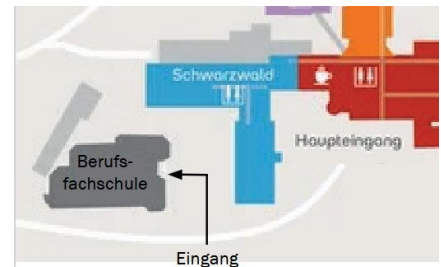 Schwarzwald
Haupteingang
Berufs-
fachschule
Eingang